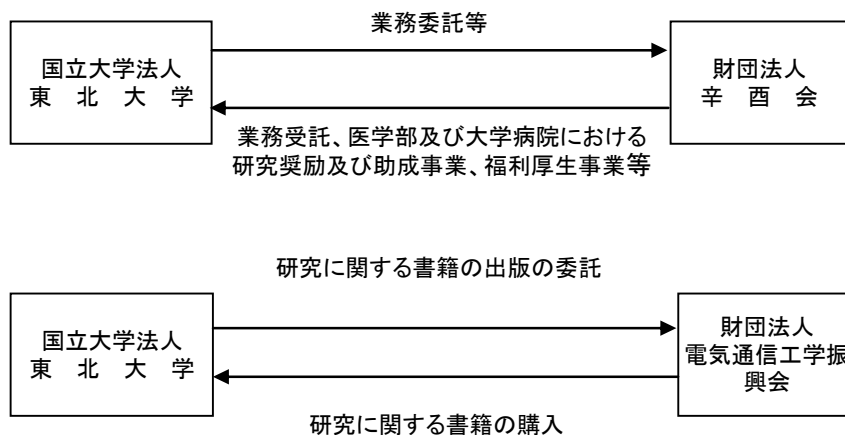 業務委託等
国立大学法人
東 北 大 学
財団法人
辛 酉 会
業務受託、医学部及び大学病院における
研究奨励及び助成事業、福利厚生事業等
研究に関する書籍の出版の委託
国立大学法人
東 北 大 学
財団法人
電気通信工学振
興会
研究に関する書籍の購入